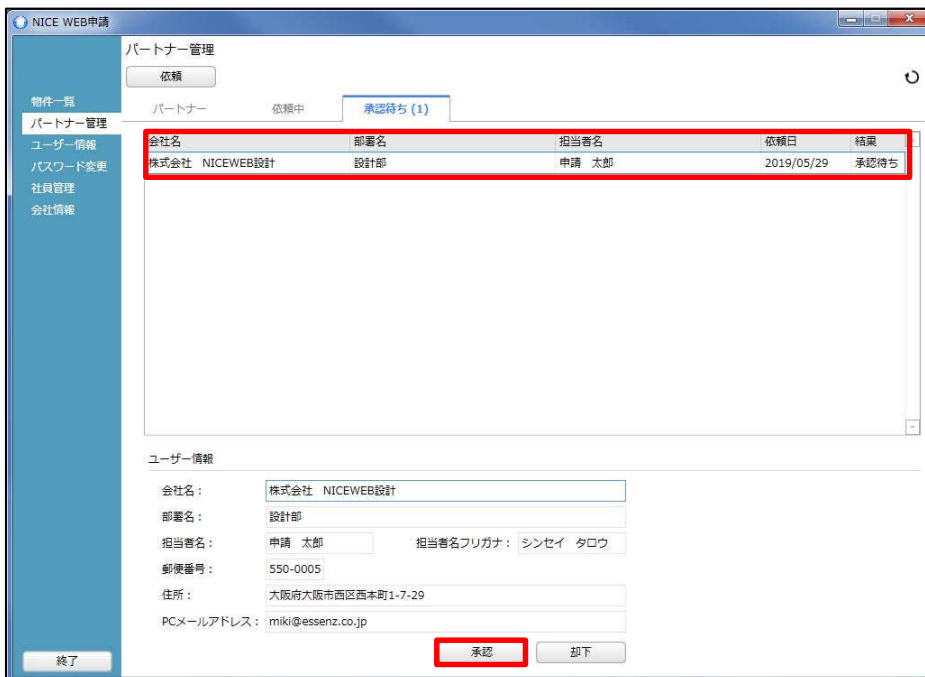 NICE WEB申請
パートナー管理
依頼
物件一覧
パートナー管理
ユーザー情報
パスワード変更
社員管理
会社情報
パートナー 依頼中 承認待ち (1)
会社名 部署名 担当者名 依頼日 結果
株式会社 NICEWEB設計 設計部 申請 太郎 2019/05/29 承認待ち
ユーザー情報
会社名: 株式会社 NICEWEB設計
部署名: 設計部
担当者名: 申請 太郎 担当者名フリガナ: シンセイ タロウ
郵便番号: 550-0005
住所: 大阪府大阪市西区西本町1-7-29
PCメールアドレス: miki@essenz.co.jp
承認 却下
終了